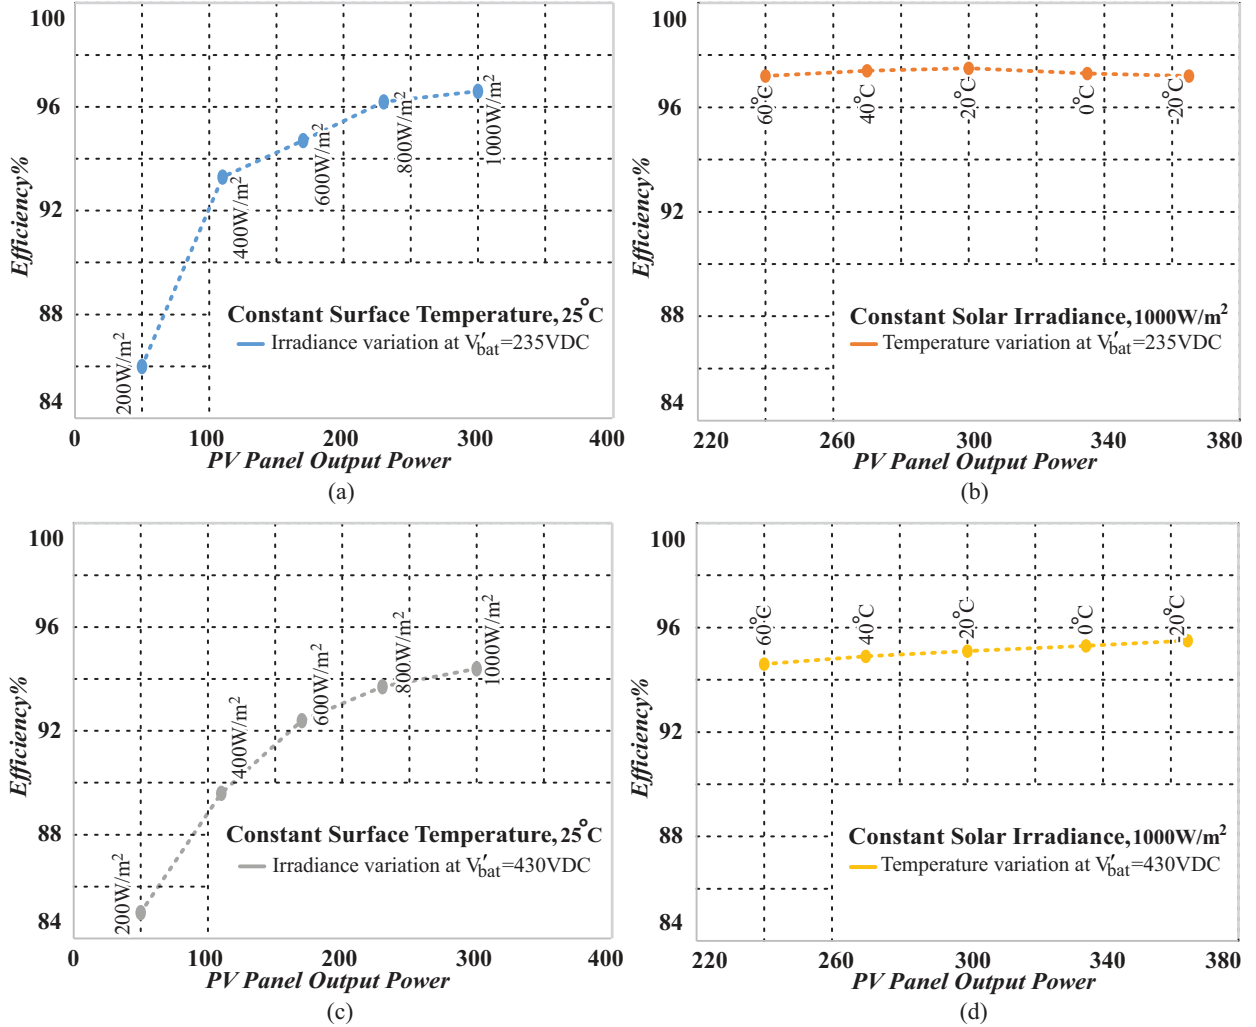 100
96
92
88
84
Efficiency%
200W/m²
400W/m²
600W/m²
800W/m²
1000W/m²
Constant Surface Temperature, 25°C
Irradiance variation at V'bat=235VDC
0
100
200
300
400
PV Panel Output Power
(a)
100
96
92
88
84
Efficiency%
60°C
40°C
20°C
0°C
-20°C
Constant Solar Irradiance, 1000W/m²
Temperature variation at V'bat=235VDC
220
260
300
340
380
PV Panel Output Power
(b)
100
96
92
88
84
Efficiency%
200W/m²
400W/m²
600W/m²
800W/m²
1000W/m²
Constant Surface Temperature, 25°C
Irradiance variation at V'bat=430VDC
0
100
200
300
400
PV Panel Output Power
(c)
100
96
92
88
84
Efficiency%
60°C
40°C
20°C
0°C
-20°C
Constant Solar Irradiance, 1000W/m²
Temperature variation at V'bat=430VDC
220
260
300
340
380
PV Panel Output Power
(d)